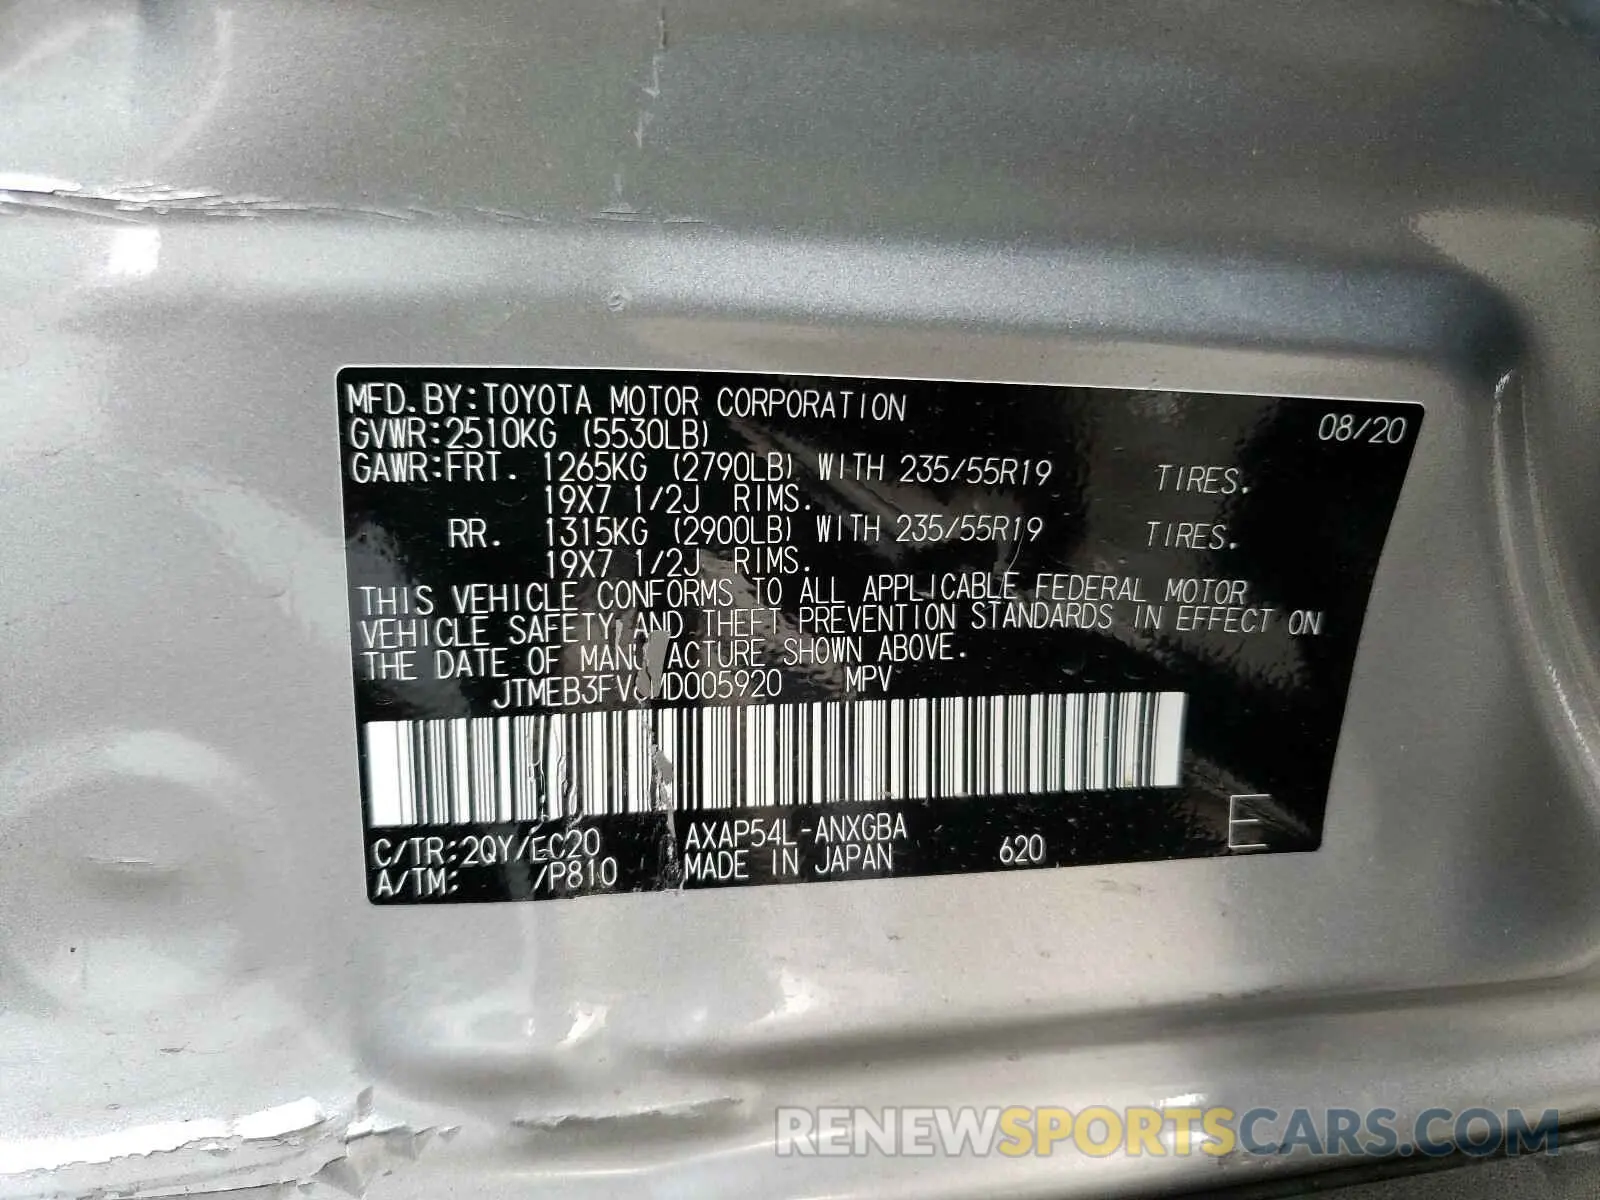 MFD. BY: TOYOTA MOTOR CORPORATION 08/20
GVWR: 2510KG (5530LB)
GAWR: FRT. 1265KG (2790LB) WITH 235/55R19 TIRES.
19X7 1/2J RIMS.
RR. 1315KG (2900LB) WITH 235/55R19 TIRES.
19X7 1/2J RIMS.
THIS VEHICLE CONFORMS TO ALL APPLICABLE FEDERAL MOTOR
VEHICLE SAFETY AND THEFT PREVENTION STANDARDS IN EFFECT ON
THE DATE OF MANUFACTURE SHOWN ABOVE.
MPV
C/TR: 2QY/EC20 AXAP54L-ANXGBA 620 E
A/TM: /P810 MADE IN JAPAN
RENEWSPORTSCARS.COM